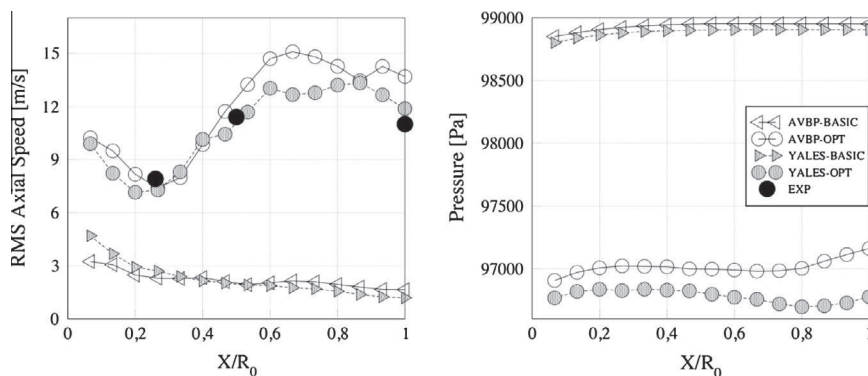 RMS Axial Speed [m/s]
15
12
9
6
3
0
0
0,2
0,4
0,6
0,8
1
X/R0
Pressure [Pa]
99000
98500
98000
97500
97000
0
0,2
0,4
0,6
0,8
1
X/R0
AVBP-BASIC
AVBP-OPT
YALES-BASIC
YALES-OPT
EXP